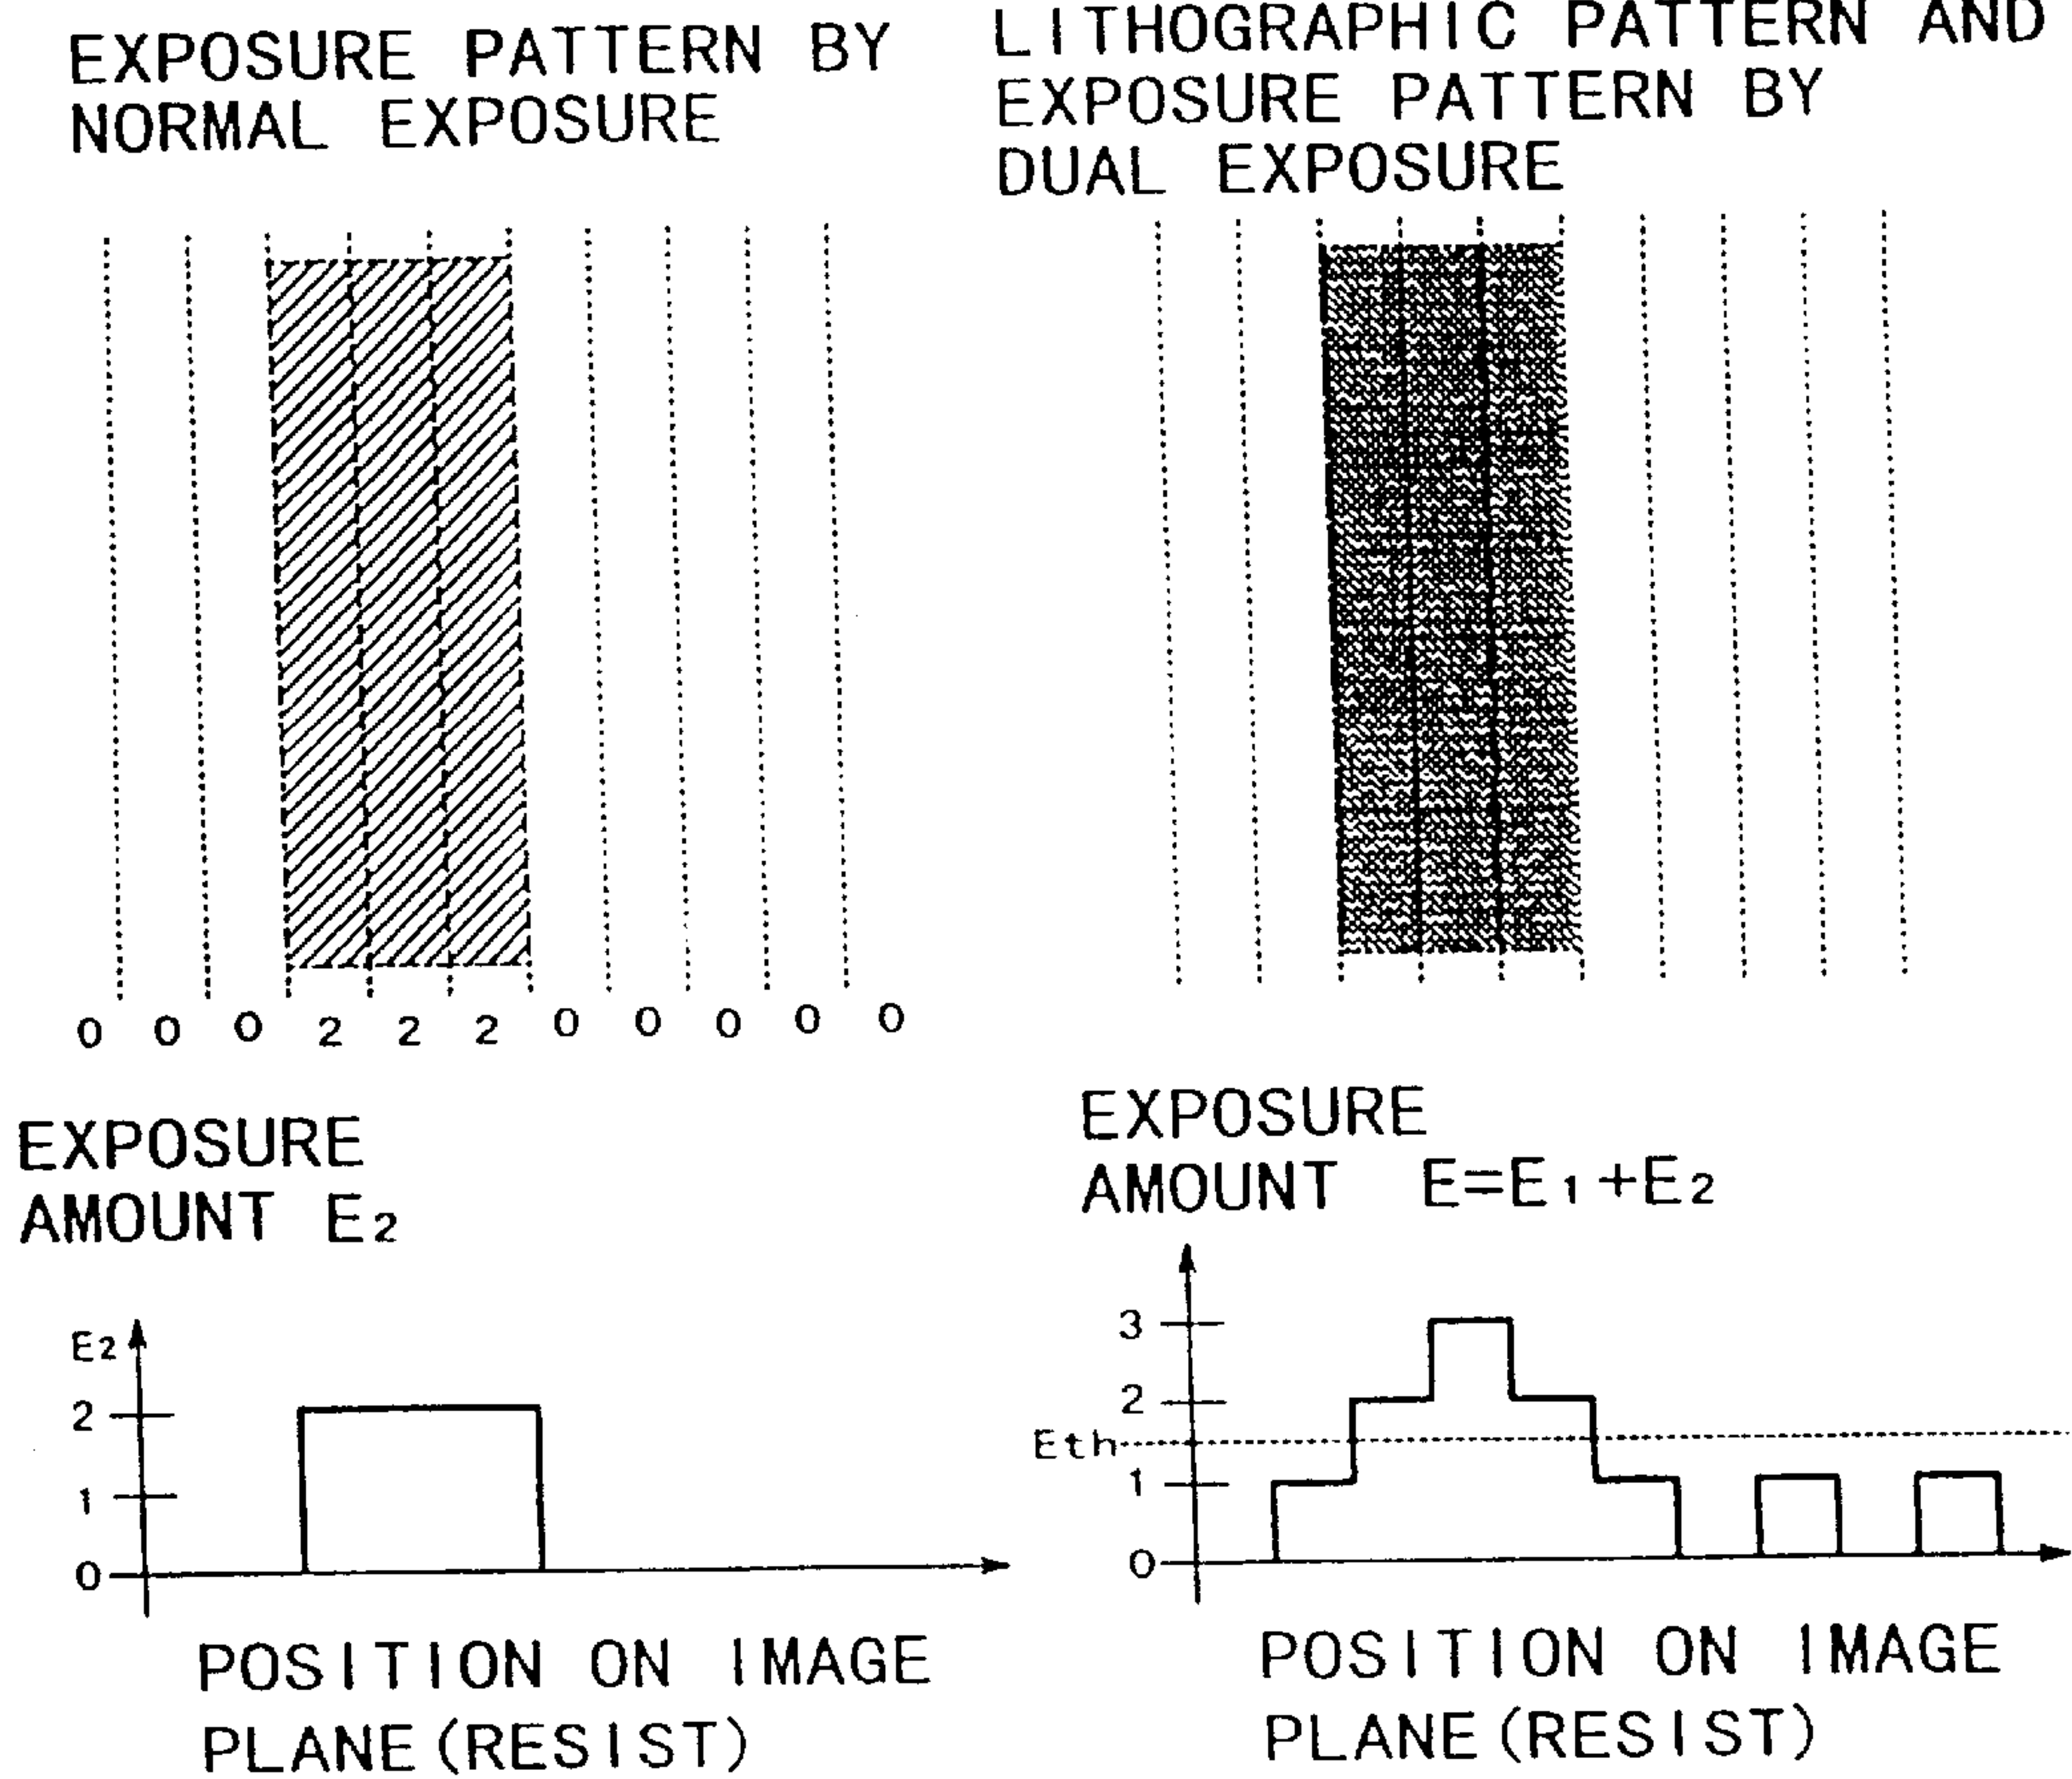 EXPOSURE PATTERN BY
NORMAL EXPOSURE
LITHOGRAPHIC PATTERN AND
EXPOSURE PATTERN BY
DUAL EXPOSURE
0 0 0 2 2 2 0 0 0 0 0
EXPOSURE
AMOUNT E2
E2
2
1
0
POSITION ON IMAGE
PLANE(RESIST)
EXPOSURE
AMOUNT E=E1+E2
3
2
Eth
1
0
POSITION ON IMAGE
PLANE(RESIST)